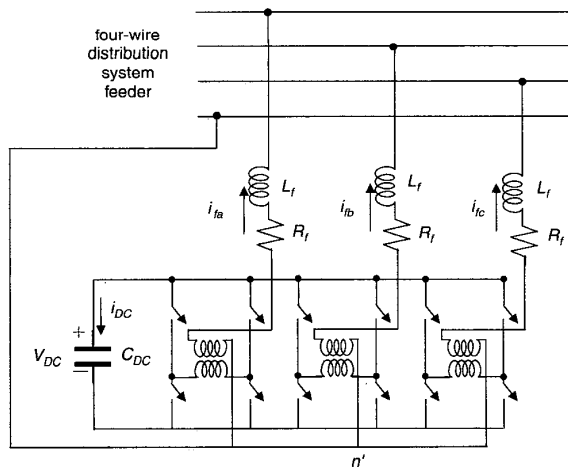 four-wire
distribution
system
feeder
L_f
L_f
L_f
i_fa
i_fb
i_fc
R_f
R_f
R_f
i_DC
+
V_DC
C_DC
−
n'